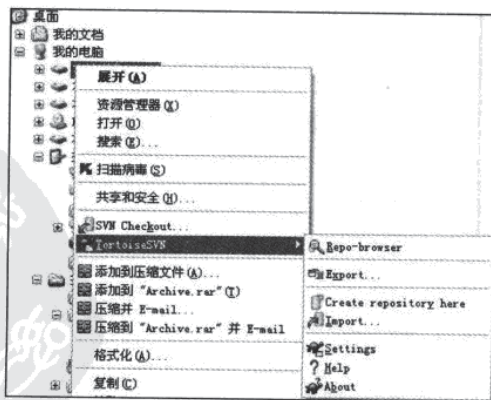 桌面
我的文档
我的电脑
展开(A)
资源管理器(X)
打开(O)
搜索(E)...
扫描病毒(S)
共享和安全(H)...
SVN Checkout...
TortoiseSVN
添加到压缩文件(A)...
添加到 "Archive.rar"(T)
压缩并 E-mail...
压缩到 "Archive.rar" 并 E-mail
格式化(A)...
复制(C)
Repo-browser
Export...
Create repository here
Import...
Settings
Help
About